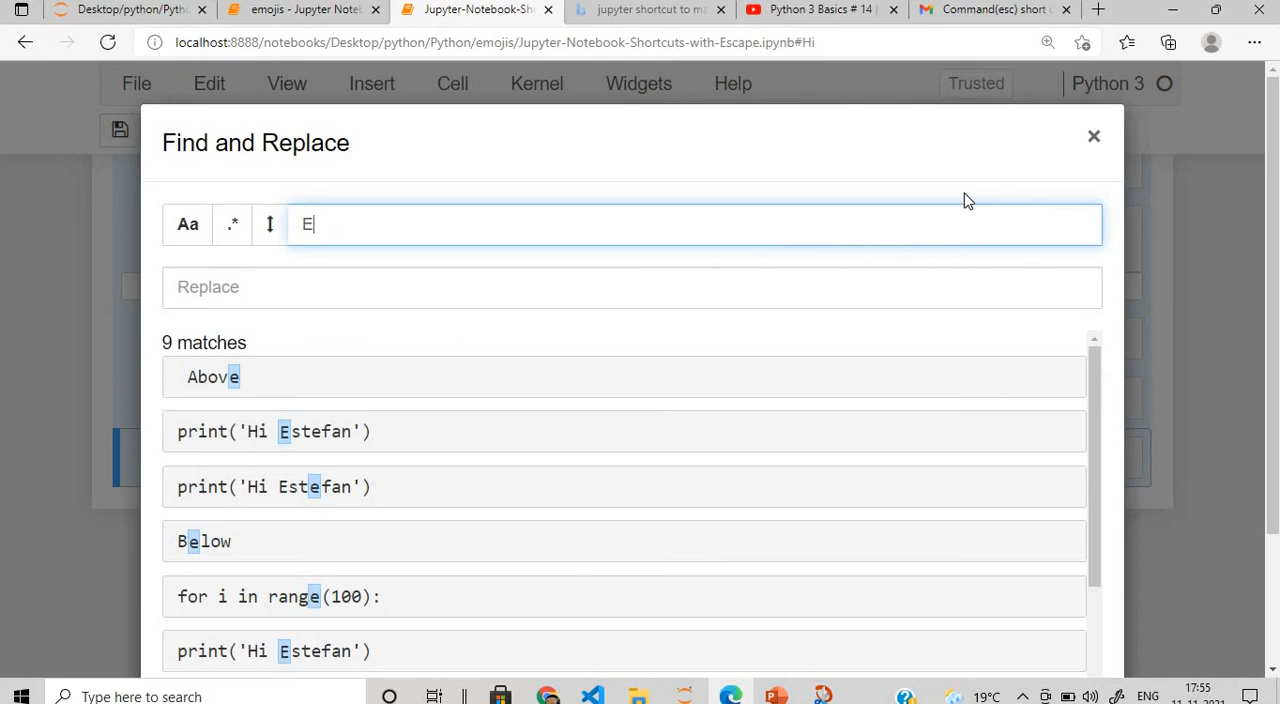 Desktop/python/Pytho
emojis - Jupyter Noteb
Jupyter-Notebook-Sh
jupyter shortcut to ma
Python 3 Basics # 14 |
Command(esc) short c
localhost:8888/notebooks/Desktop/python/Python/emojis/Jupyter-Notebook-Shortcuts-with-Escape.ipynb#Hi
File Edit View Insert Cell Kernel Widgets Help Trusted Python 3
Find and Replace
Aa .* E
Replace
9 matches
Above
print('Hi Estefan')
print('Hi Estefan')
Below
for i in range(100):
print('Hi Estefan')
Type here to search
19°C ENG 17:55
11-11-2021